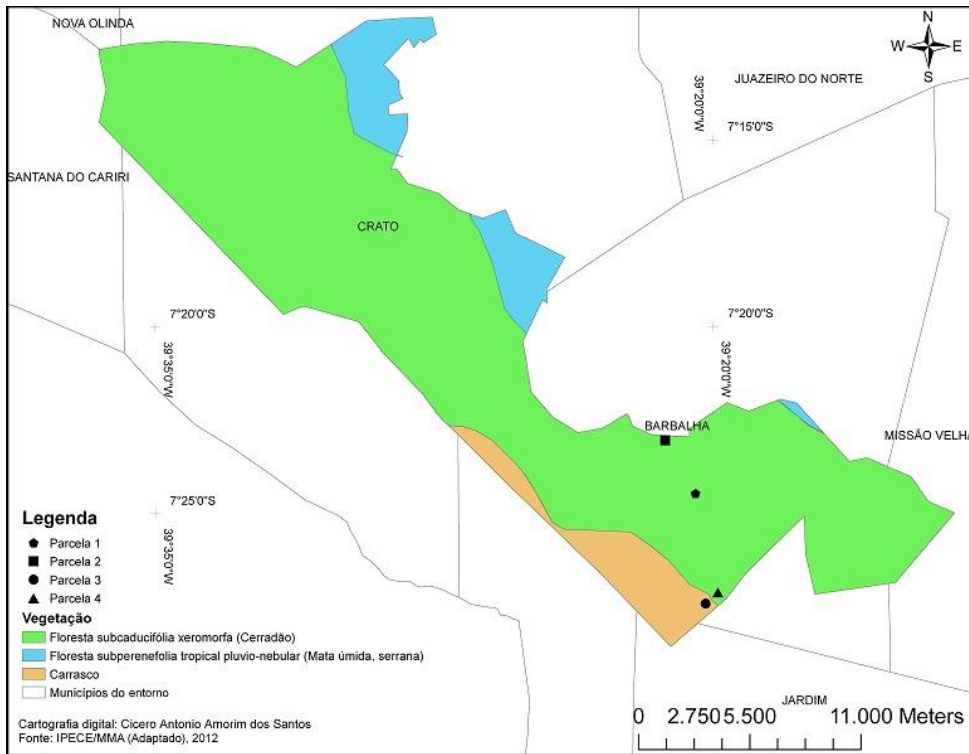 NOVA OLINDA
N
W E
S
JUAZEIRO DO NORTE
39°20'0"W
7°15'0"S
SANTANA DO CARIRI
CRATO
7°20'0"S
7°20'0"S
39°35'0"W
39°20'0"W
BARBALHA
MISSÃO VELHA
7°25'0"S
39°35'0"W
Legenda
Parcela 1
Parcela 2
Parcela 3
Parcela 4
Vegetação
Floresta subcaducifólia xeromorfa (Cerradão)
Floresta subperenefolia tropical pluvio-nebular (Mata úmida, serrana)
Carrasco
Municípios do entorno
JARDIM
0 2.750 5.500 11.000 Meters
Cartografia digital: Cicero Antonio Amorim dos Santos
Fonte: IPECE/MMA (Adaptado), 2012